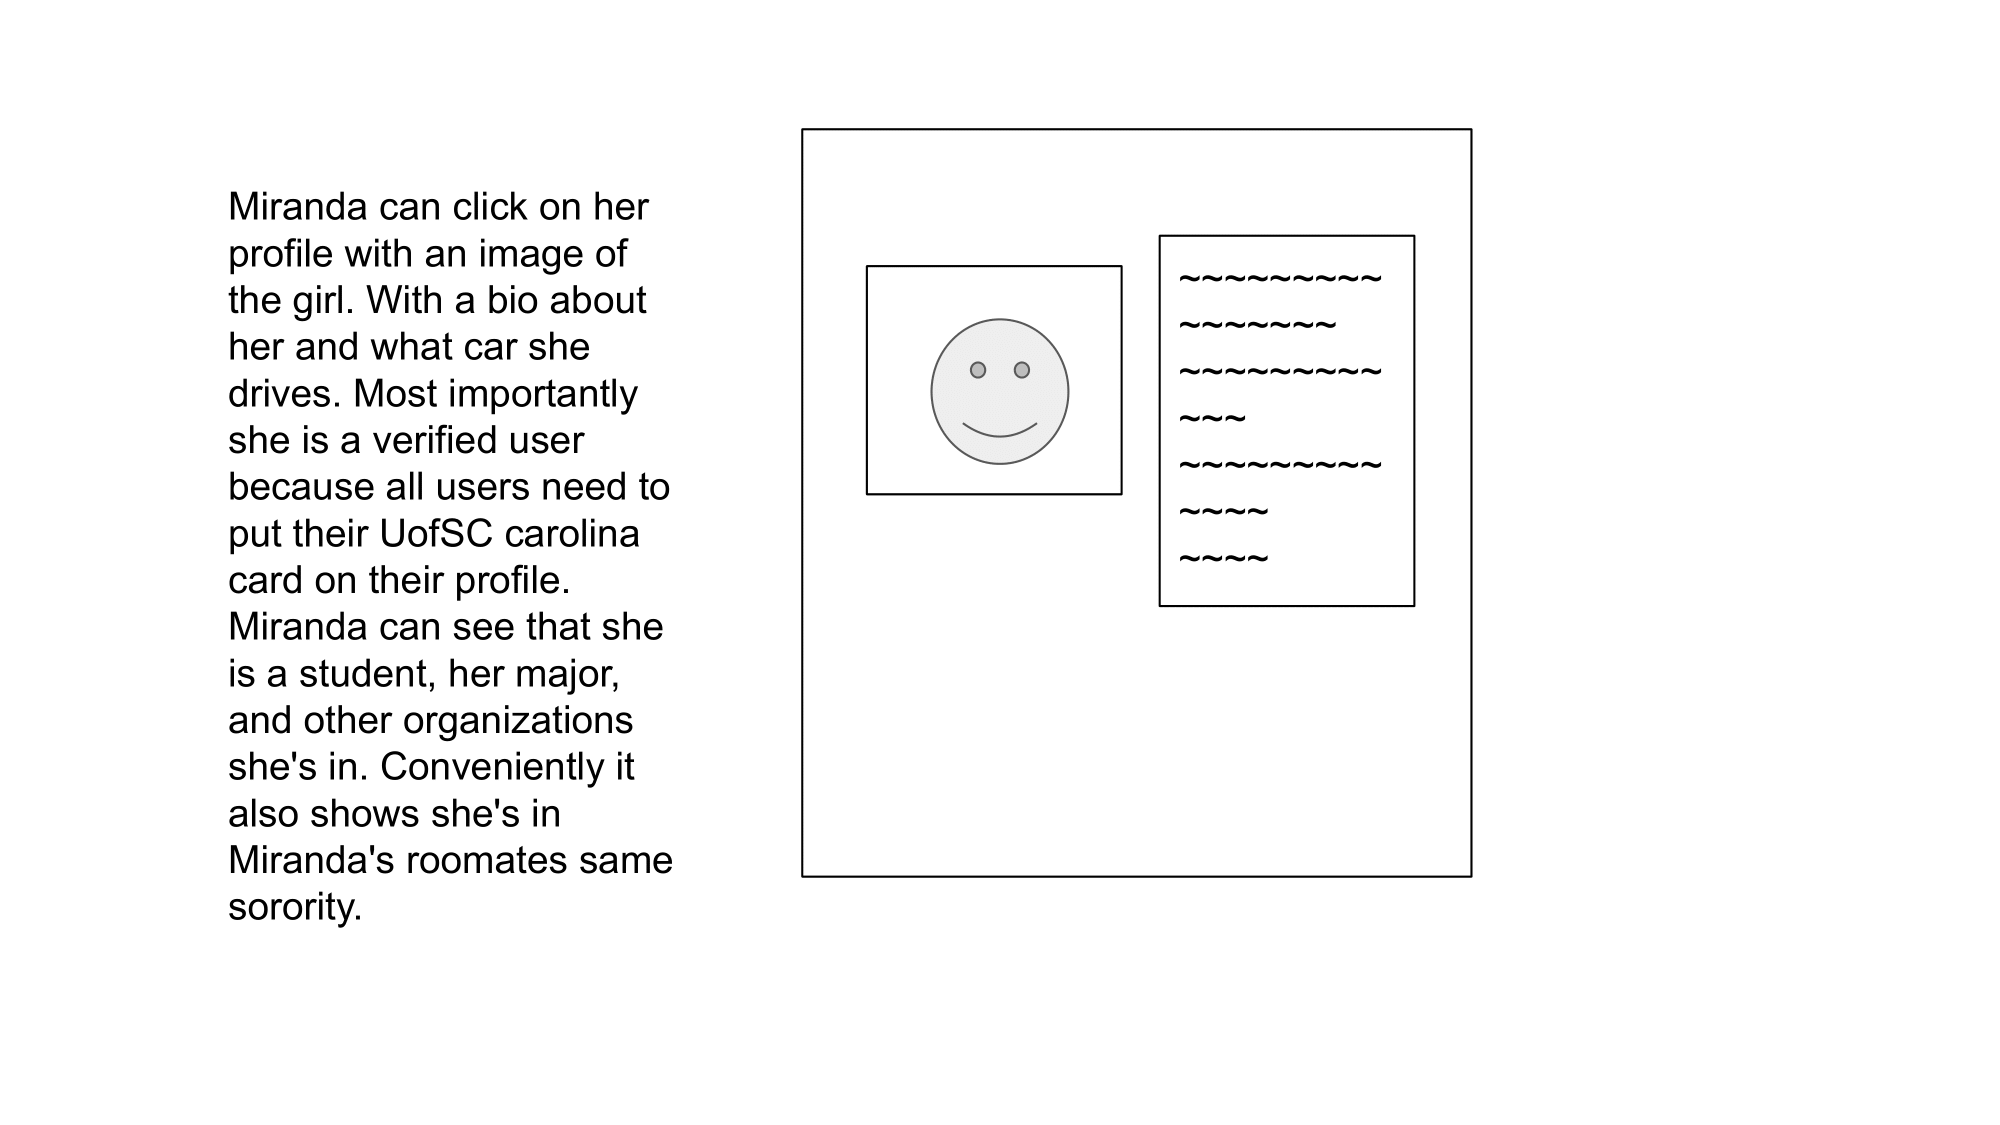 Miranda can click on her
profile with an image of
the girl. With a bio about
her and what car she
drives. Most importantly
she is a verified user
because all users need to
put their UofSC carolina
card on their profile.
Miranda can see that she
is a student, her major,
and other organizations
she's in. Conveniently it
also shows she's in
Miranda's roomates same
sorority.
~~~~~~~~~
~~~~~~~
~~~~~~~~~
~~~
~~~~~~~~~
~~~~
~~~~